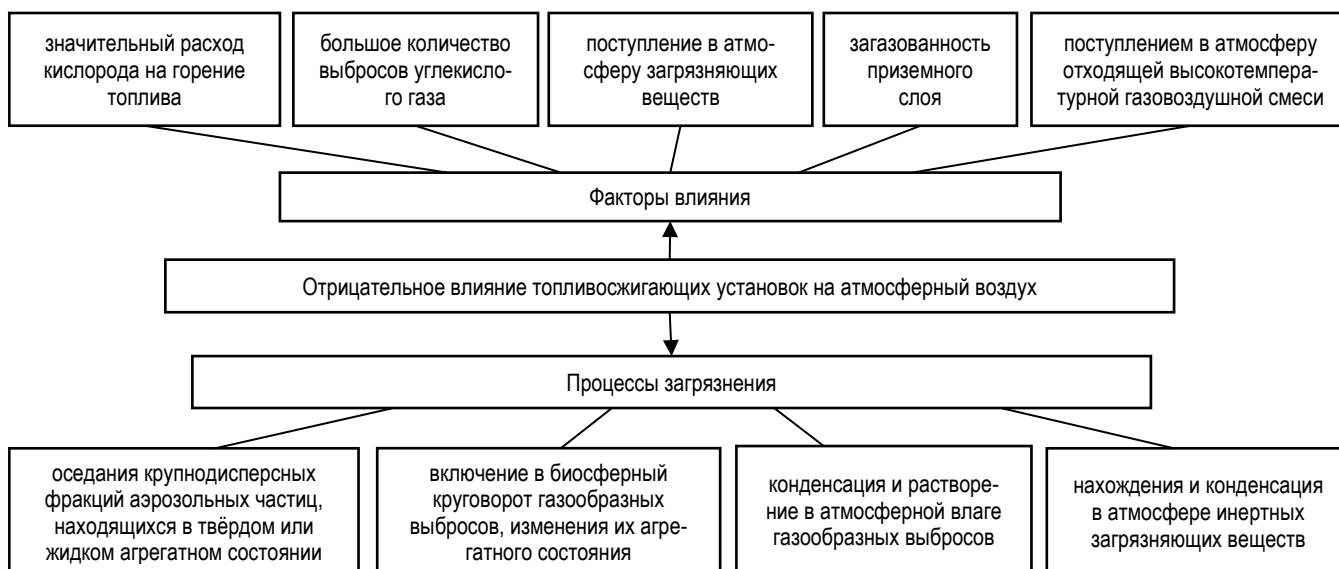 значительный расход
кислорода на горение
топлива
большое количество
выбросов углекисло-
го газа
поступление в атмо-
сферу загрязняющих
веществ
загазованность
приземного
слоя
поступлением в атмосферу
отходящей высокотемпера-
турной газовоздушной смеси
Факторы влияния
Отрицательное влияние топливосжигающих установок на атмосферный воздух
Процессы загрязнения
оседания крупнодисперсных
фракций аэрозольных частиц,
находящихся в твёрдом или
жидком агрегатном состоянии
включение в биосферный
круговорот газообразных
выбросов, изменения их агре-
гатного состояния
конденсация и растворе-
ние в атмосферной влаге
газообразных выбросов
нахождения и конденсация
в атмосфере инертных
загрязняющих веществ